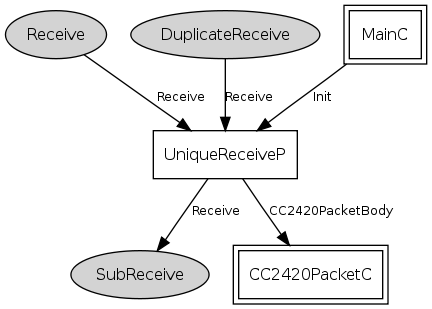 Receive
DuplicateReceive
MainC
Receive
Receive
Init
UniqueReceiveP
Receive
CC2420PacketBody
SubReceive
CC2420PacketC